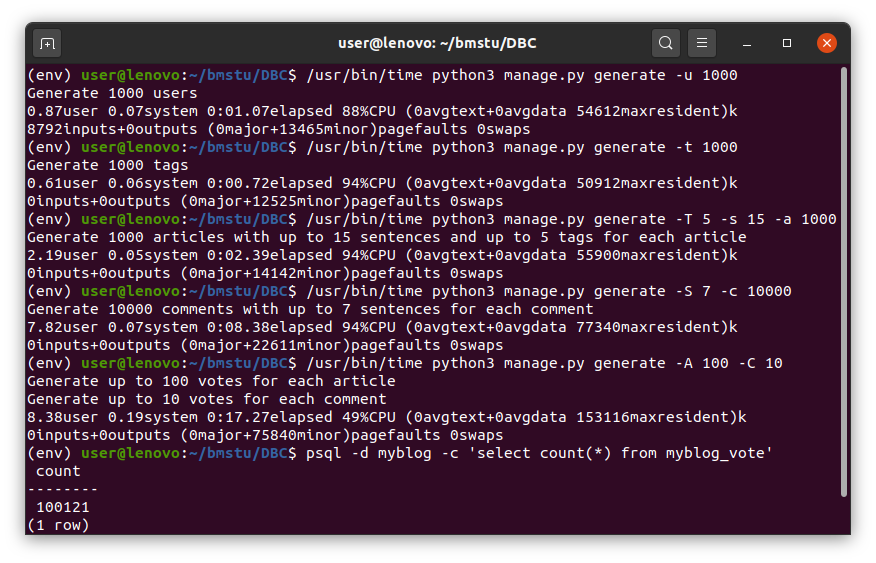 user@lenovo: ~/bmstu/DBC
(env) user@lenovo:~/bmstu/DBC$ /usr/bin/time python3 manage.py generate -u 1000
Generate 1000 users
0.87user 0.07system 0:01.07elapsed 88%CPU (0avgtext+0avgdata 54612maxresident)k
8792inputs+0outputs (0major+13465minor)pagefaults 0swaps
(env) user@lenovo:~/bmstu/DBC$ /usr/bin/time python3 manage.py generate -t 1000
Generate 1000 tags
0.61user 0.06system 0:00.72elapsed 94%CPU (0avgtext+0avgdata 50912maxresident)k
0inputs+0outputs (0major+12525minor)pagefaults 0swaps
(env) user@lenovo:~/bmstu/DBC$ /usr/bin/time python3 manage.py generate -T 5 -s 15 -a 1000
Generate 1000 articles with up to 15 sentences and up to 5 tags for each article
2.19user 0.05system 0:02.39elapsed 94%CPU (0avgtext+0avgdata 55900maxresident)k
0inputs+0outputs (0major+14142minor)pagefaults 0swaps
(env) user@lenovo:~/bmstu/DBC$ /usr/bin/time python3 manage.py generate -S 7 -c 10000
Generate 10000 comments with up to 7 sentences for each comment
7.82user 0.07system 0:08.38elapsed 94%CPU (0avgtext+0avgdata 77340maxresident)k
0inputs+0outputs (0major+22611minor)pagefaults 0swaps
(env) user@lenovo:~/bmstu/DBC$ /usr/bin/time python3 manage.py generate -A 100 -C 10
Generate up to 100 votes for each article
Generate up to 10 votes for each comment
8.38user 0.19system 0:17.27elapsed 49%CPU (0avgtext+0avgdata 153116maxresident)k
0inputs+0outputs (0major+75840minor)pagefaults 0swaps
(env) user@lenovo:~/bmstu/DBC$ psql -d myblog -c 'select count(*) from myblog_vote'
 count
--------
 100121
(1 row)